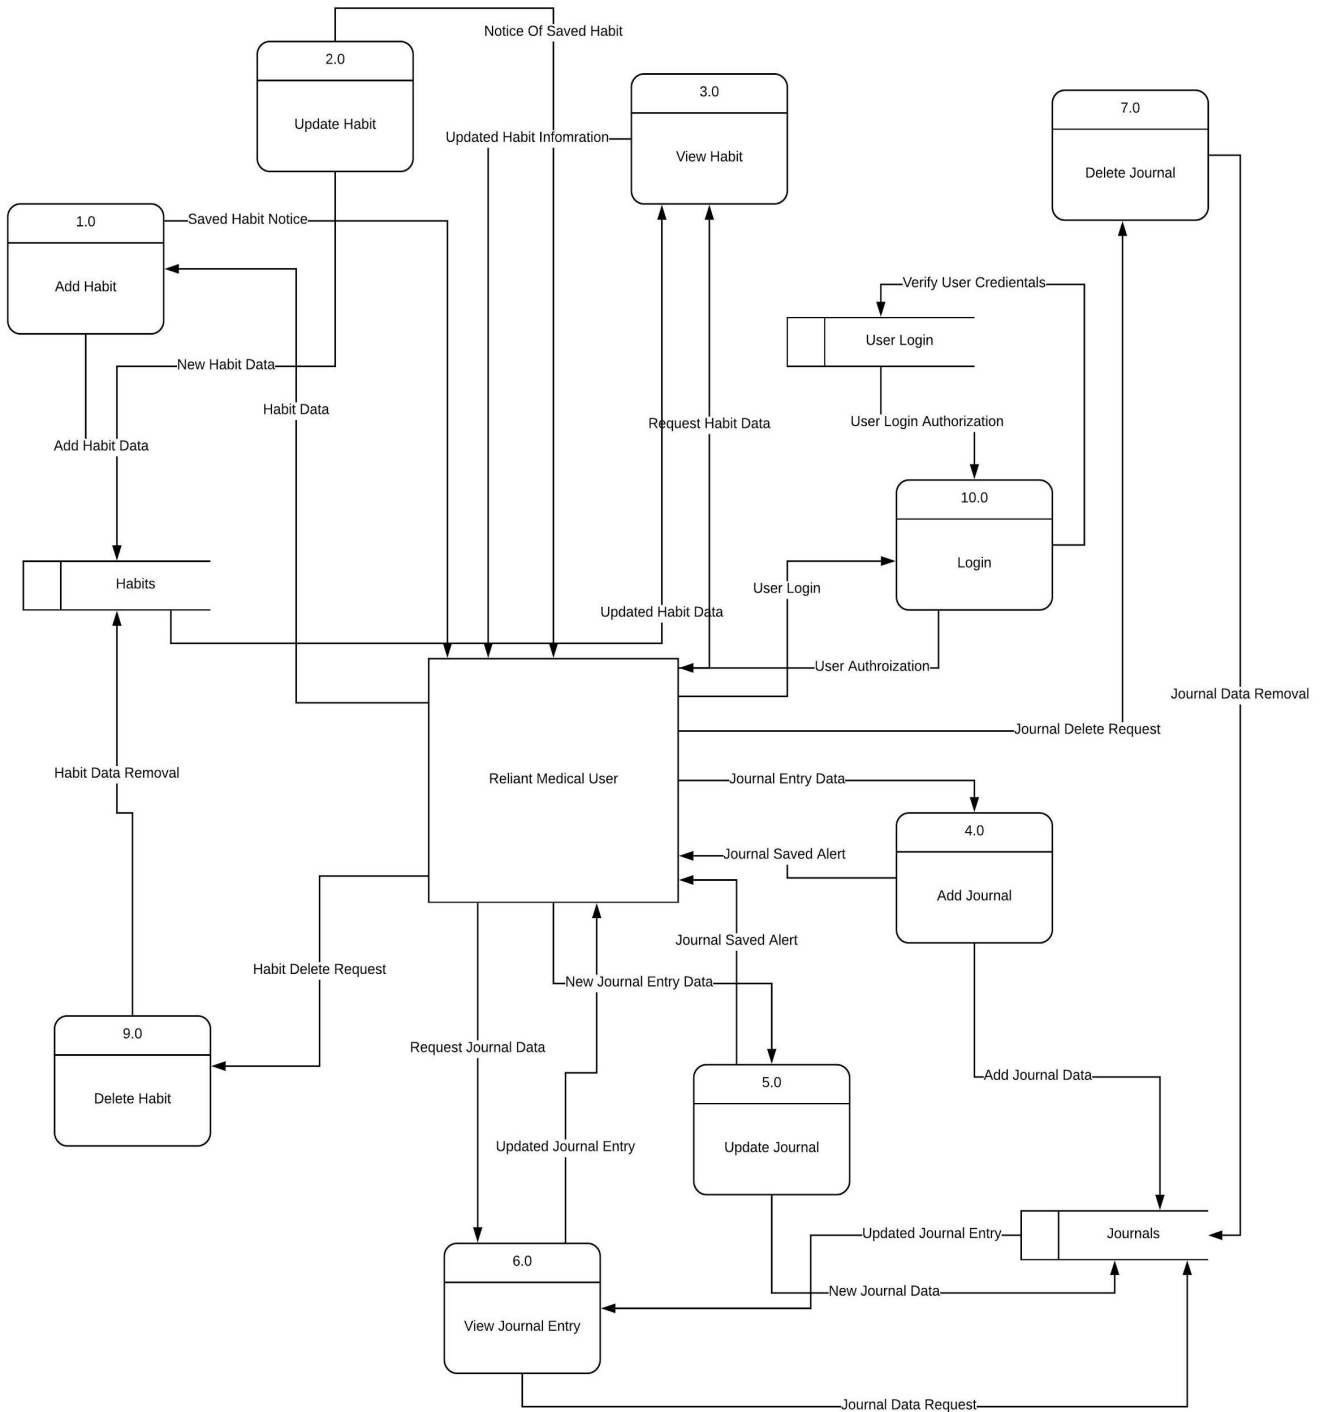 Notice Of Saved Habit
2.0
Update Habit
3.0
View Habit
Updated Habit Infomration
7.0
Delete Journal
1.0
Add Habit
Saved Habit Notice
Verify User Credientals
User Login
New Habit Data
Habit Data
Request Habit Data
User Login Authorization
Add Habit Data
10.0
Login
Habits
User Login
Updated Habit Data
User Authroization
Journal Data Removal
Journal Delete Request
Habit Data Removal
Reliant Medical User
Journal Entry Data
4.0
Add Journal
Journal Saved Alert
Journal Saved Alert
Habit Delete Request
New Journal Entry Data
9.0
Delete Habit
Request Journal Data
5.0
Update Journal
Add Journal Data
Updated Journal Entry
Updated Journal Entry
Journals
6.0
View Journal Entry
New Journal Data
Journal Data Request